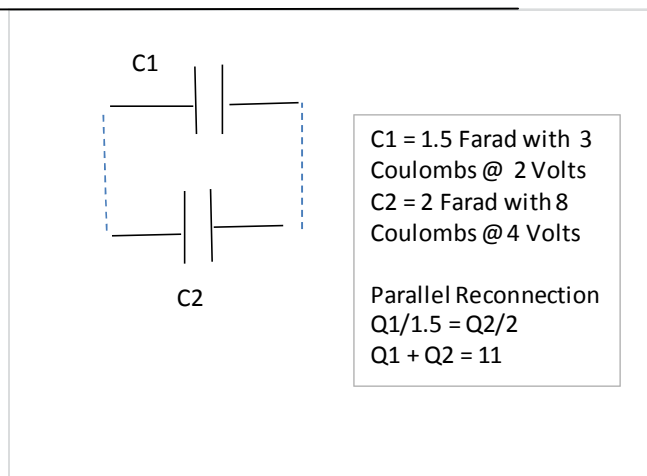 C1
C1 = 1.5 Farad with 3
Coulombs @ 2 Volts
C2 = 2 Farad with 8
Coulombs @ 4 Volts
Parallel Reconnection
Q1/1.5 = Q2/2
Q1 + Q2 = 11
C2